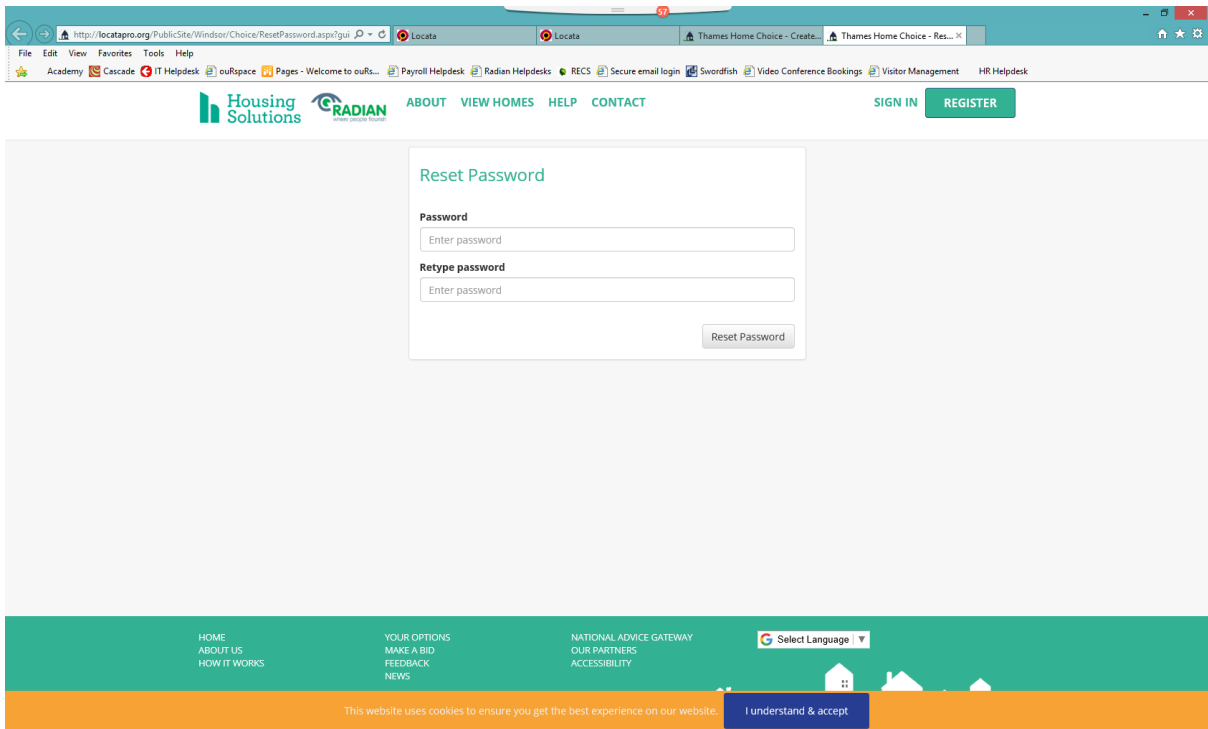 57
http://locatapro.org/PublicSite/Windsor/Choice/ResetPassword.aspx?gui
Locata
Locata
Thames Home Choice - Create...
Thames Home Choice - Res...
File Edit View Favorites Tools Help
Academy Cascade IT Helpdesk ouRspace Pages - Welcome to ouRs... Payroll Helpdesk Radian Helpdesks RECS Secure email login Swordfish Video Conference Bookings Visitor Management HR Helpdesk
Housing Solutions
RADIAN
where people flourish
ABOUT VIEW HOMES HELP CONTACT SIGN IN REGISTER
Reset Password
Password
Enter password
Retype password
Enter password
Reset Password
HOME
ABOUT US
HOW IT WORKS
YOUR OPTIONS
MAKE A BID
FEEDBACK
NEWS
NATIONAL ADVICE GATEWAY
OUR PARTNERS
ACCESSIBILITY
Select Language
This website uses cookies to ensure you get the best experience on our website.
I understand & accept